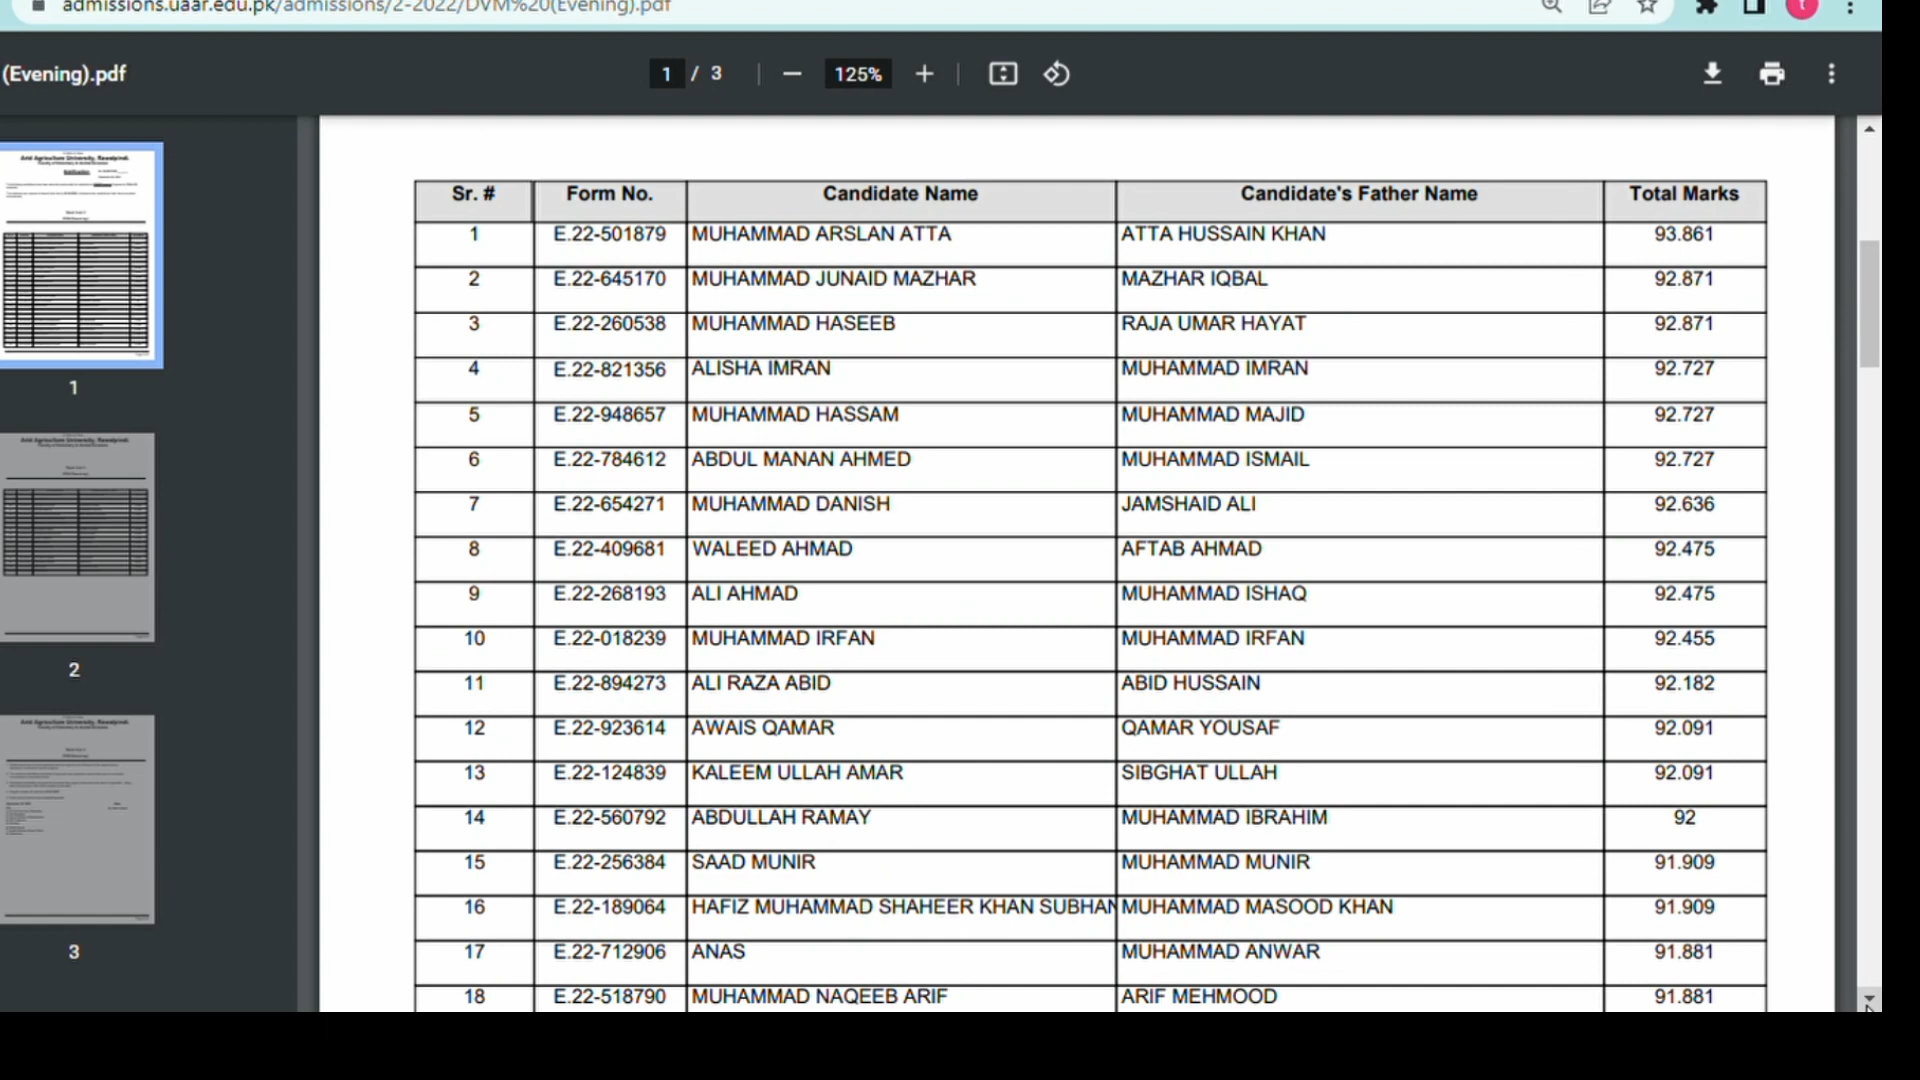 admissions.uaar.edu.pk/admissions/2-2022/DVM%20(Evening).pdf
t
(Evening).pdf
1 / 3
125%
Arid Agriculture University, Rawalpindi.
1
2
3
Sr. # Form No. Candidate Name Candidate's Father Name Total Marks
1 E.22-501879 MUHAMMAD ARSLAN ATTA ATTA HUSSAIN KHAN 93.861
2 E.22-645170 MUHAMMAD JUNAID MAZHAR MAZHAR IQBAL 92.871
3 E.22-260538 MUHAMMAD HASEEB RAJA UMAR HAYAT 92.871
4 E.22-821356 ALISHA IMRAN MUHAMMAD IMRAN 92.727
5 E.22-948657 MUHAMMAD HASSAM MUHAMMAD MAJID 92.727
6 E.22-784612 ABDUL MANAN AHMED MUHAMMAD ISMAIL 92.727
7 E.22-654271 MUHAMMAD DANISH JAMSHAID ALI 92.636
8 E.22-409681 WALEED AHMAD AFTAB AHMAD 92.475
9 E.22-268193 ALI AHMAD MUHAMMAD ISHAQ 92.475
10 E.22-018239 MUHAMMAD IRFAN MUHAMMAD IRFAN 92.455
11 E.22-894273 ALI RAZA ABID ABID HUSSAIN 92.182
12 E.22-923614 AWAIS QAMAR QAMAR YOUSAF 92.091
13 E.22-124839 KALEEM ULLAH AMAR SIBGHAT ULLAH 92.091
14 E.22-560792 ABDULLAH RAMAY MUHAMMAD IBRAHIM 92
15 E.22-256384 SAAD MUNIR MUHAMMAD MUNIR 91.909
16 E.22-189064 HAFIZ MUHAMMAD SHAHEER KHAN SUBHAN MUHAMMAD MASOOD KHAN 91.909
17 E.22-712906 ANAS MUHAMMAD ANWAR 91.881
18 E.22-518790 MUHAMMAD NAQEEB ARIF ARIF MEHMOOD 91.881